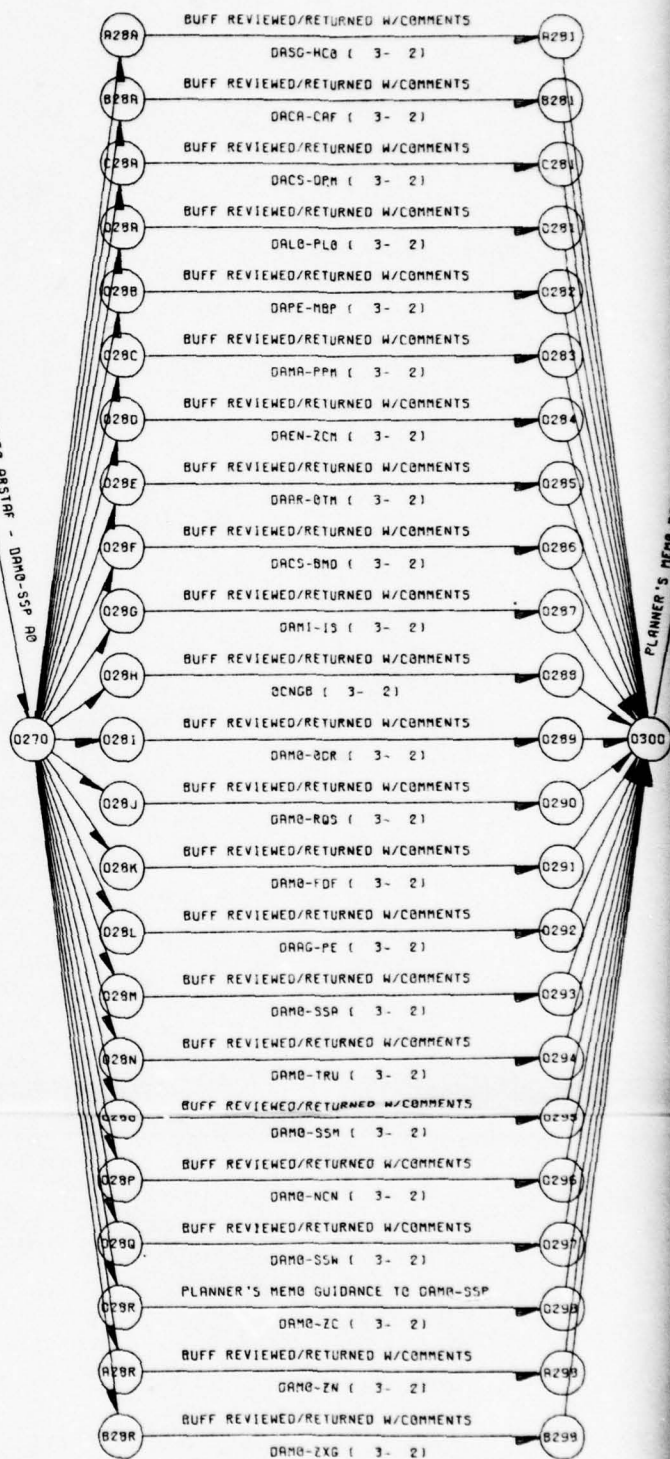 BUFF REVIEWED/RETURNED W/COMMENTS
A28A A281
DASG-HCO ( 3- 2)
BUFF REVIEWED/RETURNED W/COMMENTS
B28A B281
DACA-CAF ( 3- 2)
BUFF REVIEWED/RETURNED W/COMMENTS
C28A C281
DACS-DPM ( 3- 2)
BUFF REVIEWED/RETURNED W/COMMENTS
028A 0281
DALO-PLO ( 3- 2)
BUFF REVIEWED/RETURNED W/COMMENTS
028B 0282
DAPE-MBP ( 3- 2)
BUFF REVIEWED/RETURNED W/COMMENTS
028C 0283
DAMA-PPM ( 3- 2)
BUFF REVIEWED/RETURNED W/COMMENTS
028D 0284
DAEN-ZCM ( 3- 2)
BUFF REVIEWED/RETURNED W/COMMENTS
028E 0285
DAAR-OTM ( 3- 2)
BUFF REVIEWED/RETURNED W/COMMENTS
028F 0286
DACS-BMD ( 3- 2)
ARSTAF - DAMO-SSP AO
BUFF REVIEWED/RETURNED W/COMMENTS
028G 0287
DAMI-IS ( 3- 2)
PLANNER'S MEMO
BUFF REVIEWED/RETURNED W/COMMENTS
028H 0288
OCNGB ( 3- 2)
BUFF REVIEWED/RETURNED W/COMMENTS
0270 028I 0289 0300
DAMO-ODR ( 3- 2)
BUFF REVIEWED/RETURNED W/COMMENTS
028J 0290
DAMO-RQS ( 3- 2)
BUFF REVIEWED/RETURNED W/COMMENTS
028K 0291
DAMO-FDF ( 3- 2)
BUFF REVIEWED/RETURNED W/COMMENTS
028L 0292
DAAG-PE ( 3- 2)
BUFF REVIEWED/RETURNED W/COMMENTS
028M 0293
DAMO-SSA ( 3- 2)
BUFF REVIEWED/RETURNED W/COMMENTS
028N 0294
DAMO-TRU ( 3- 2)
BUFF REVIEWED/RETURNED W/COMMENTS
028O 0295
DAMO-SSM ( 3- 2)
BUFF REVIEWED/RETURNED W/COMMENTS
028P 0296
DAMO-NCN ( 3- 2)
BUFF REVIEWED/RETURNED W/COMMENTS
028Q 0297
DAMO-SSW ( 3- 2)
PLANNER'S MEMO GUIDANCE TO DAMO-SSP
028R 0298
DAMO-ZC ( 3- 2)
BUFF REVIEWED/RETURNED W/COMMENTS
A28R A298
DAMO-ZN ( 3- 2)
BUFF REVIEWED/RETURNED W/COMMENTS
B28R B298
DAMO-ZXG ( 3- 2)